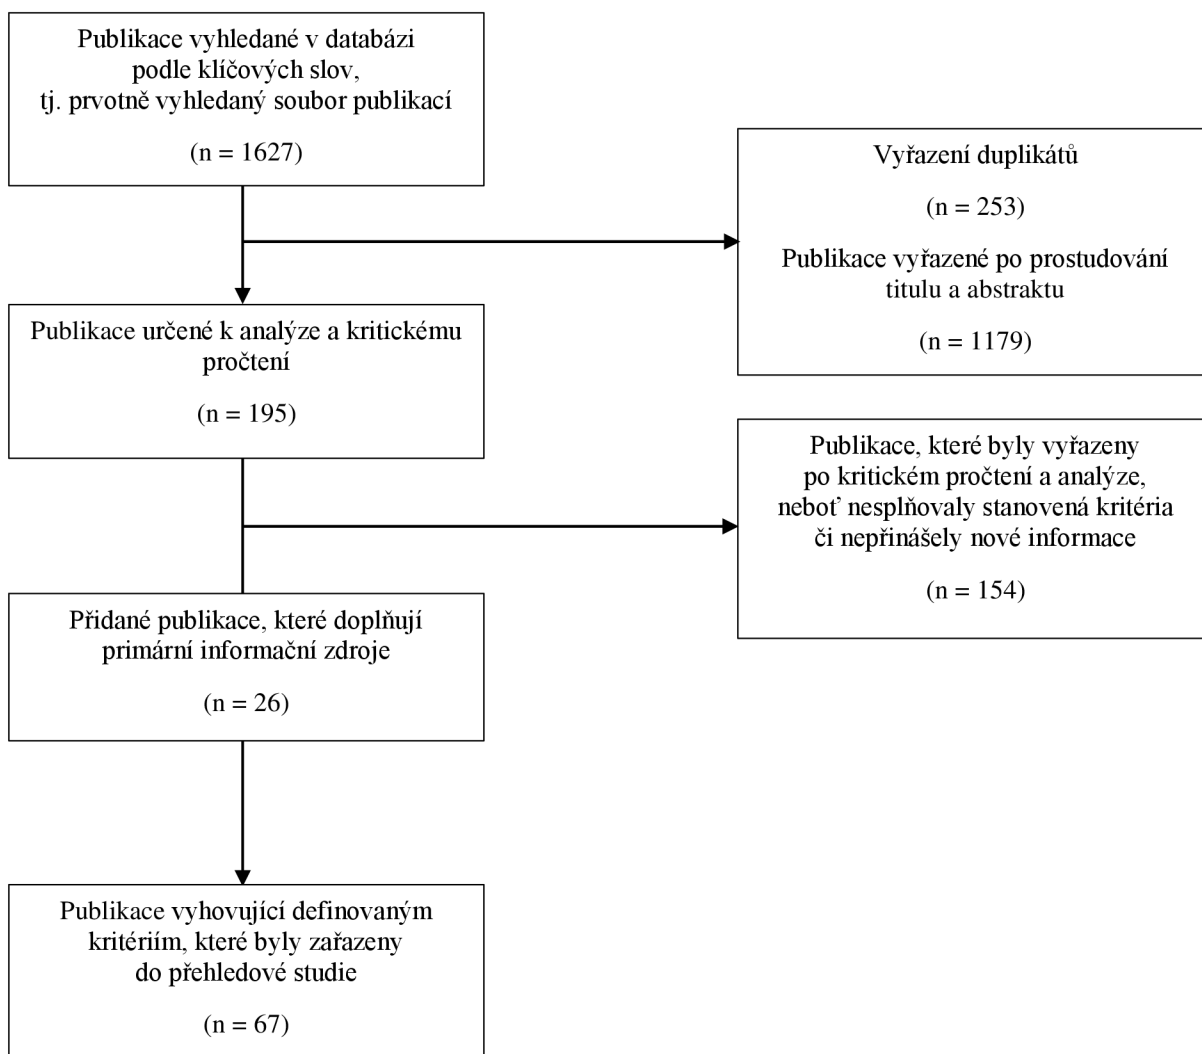 Publikace vyhledané v databázi
podle klíčových slov,
tj. prvotně vyhledaný soubor publikací
(n = 1627)
Vyřazení duplikátů
(n = 253)
Publikace vyřazené po prostudování
titulu a abstraktu
(n = 1179)
Publikace určené k analýze a kritickému
pročtení
(n = 195)
Publikace, které byly vyřazeny
po kritickém pročtení a analýze,
neboť nesplňovaly stanovená kritéria
či nepřinášely nové informace
(n = 154)
Přidané publikace, které doplňují
primární informační zdroje
(n = 26)
Publikace vyhovující definovaným
kritériím, které byly zařazeny
do přehledové studie
(n = 67)